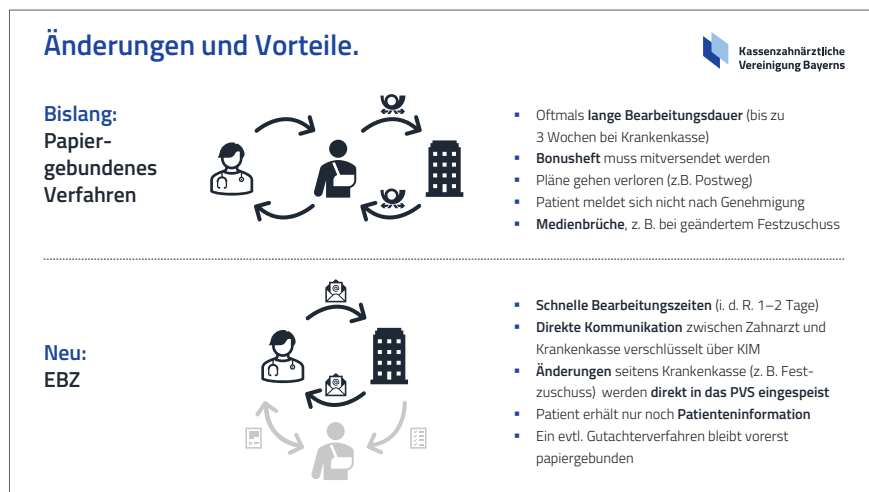 Änderungen und Vorteile.
Kassenzahnärztliche
Vereinigung Bayerns
Bislang:
Papier-
gebundenes
Verfahren
▪ Oftmals lange Bearbeitungsdauer (bis zu
3 Wochen bei Krankenkasse)
▪ Bonusheft muss mitversendet werden
▪ Pläne gehen verloren (z.B. Postweg)
▪ Patient meldet sich nicht nach Genehmigung
▪ Medienbrüche, z. B. bei geändertem Festzuschuss
Neu:
EBZ
▪ Schnelle Bearbeitungszeiten (i. d. R. 1–2 Tage)
▪ Direkte Kommunikation zwischen Zahnarzt und
Krankenkasse verschlüsselt über KIM
▪ Änderungen seitens Krankenkasse (z. B. Fest-
zuschuss) werden direkt in das PVS eingespeist
▪ Patient erhält nur noch Patienteninformation
▪ Ein evtl. Gutachterverfahren bleibt vorerst
papiergebunden